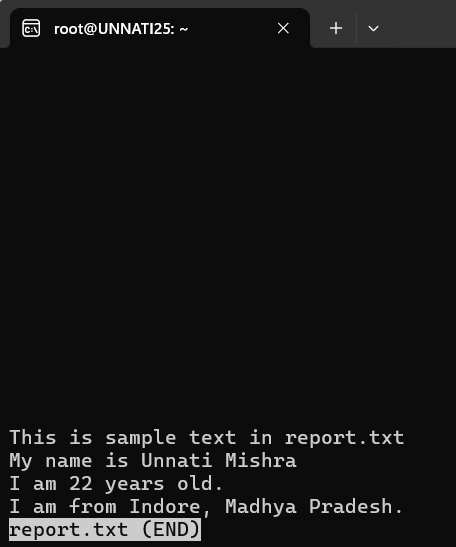 root@UNNATI25: ~
This is sample text in report.txt
My name is Unnati Mishra
I am 22 years old.
I am from Indore, Madhya Pradesh.
report.txt (END)